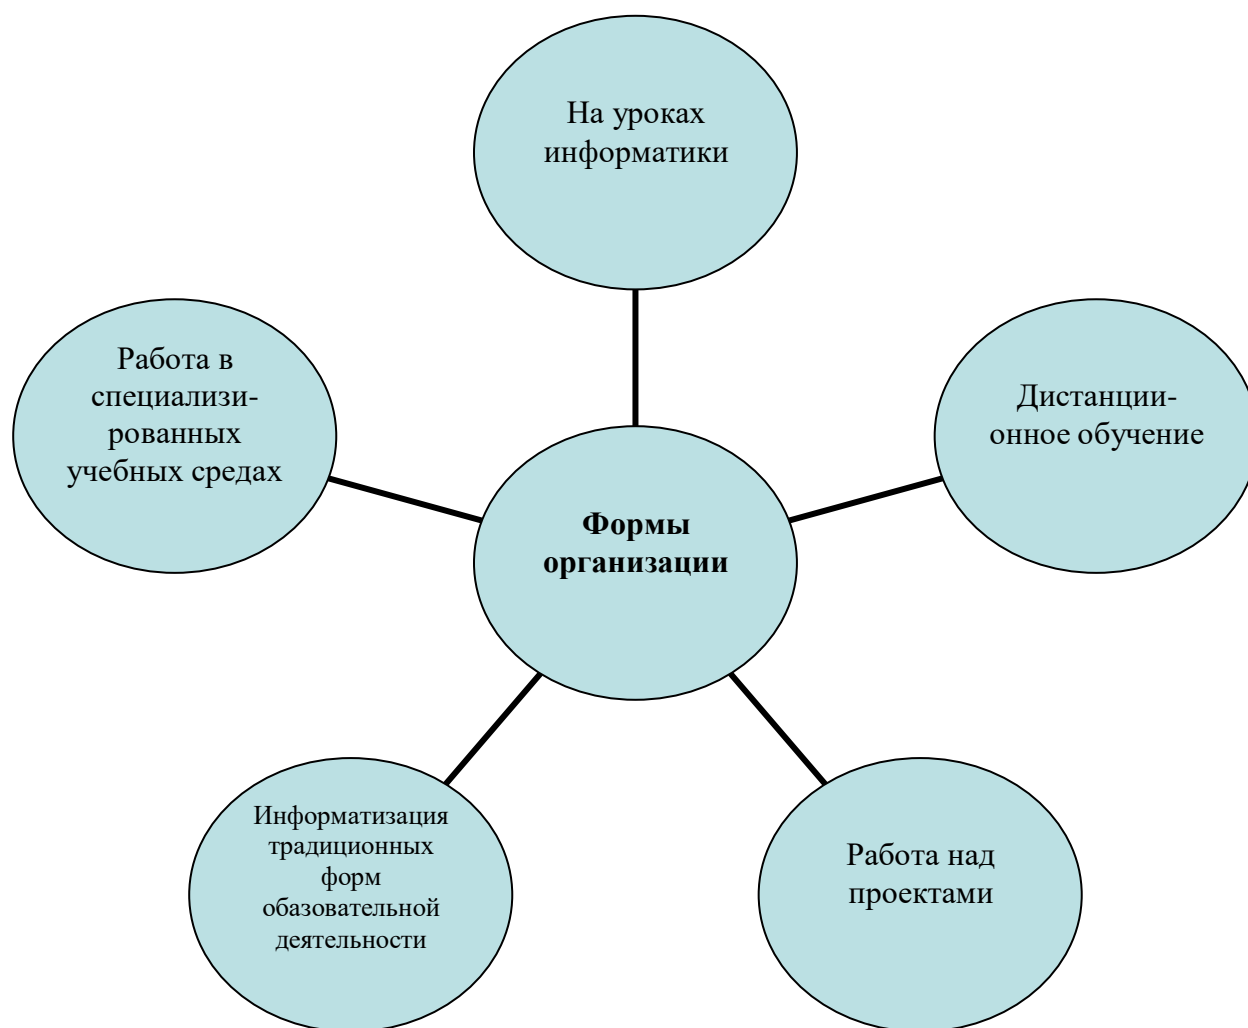 На уроках
информатики
Работа в
специализи-
рованных
учебных средах
Дистанции-
онное обучение
Формы
организации
Информатизация
традиционных
форм
обазовательной
деятельности
Работа над
проектами